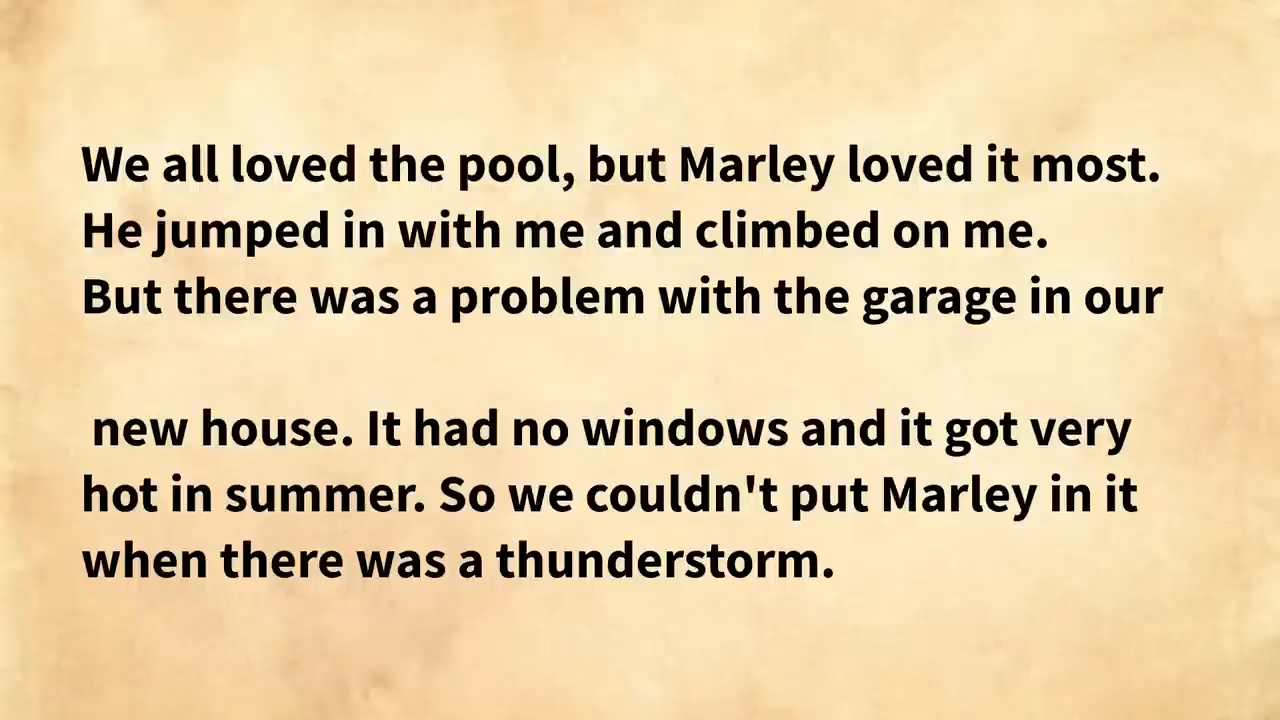 We all loved the pool, but Marley loved it most.
He jumped in with me and climbed on me.
But there was a problem with the garage in our
new house. It had no windows and it got very
hot in summer. So we couldn't put Marley in it
when there was a thunderstorm.